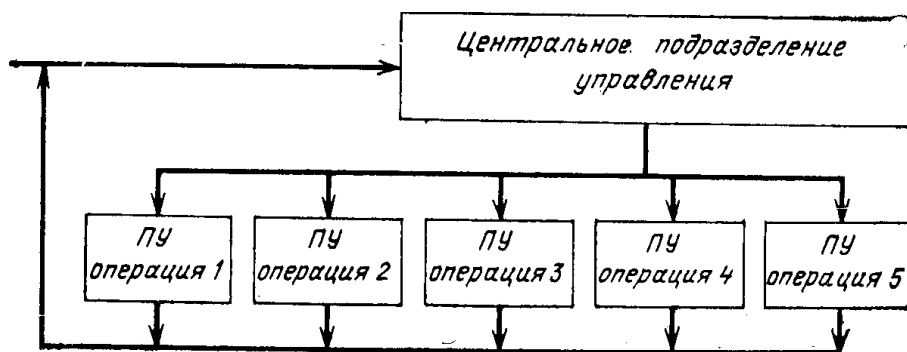 Центральное подразделение
управления
ПУ
операция 1
ПУ
операция 2
ПУ
операция 3
ПУ
операция 4
ПУ
операция 5